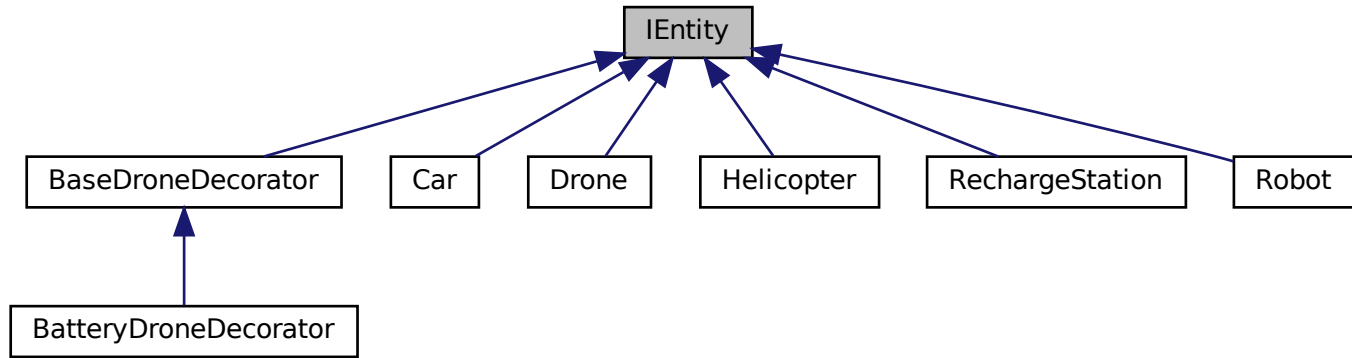 IEntity
BaseDroneDecorator
Car
Drone
Helicopter
RechargeStation
Robot
BatteryDroneDecorator